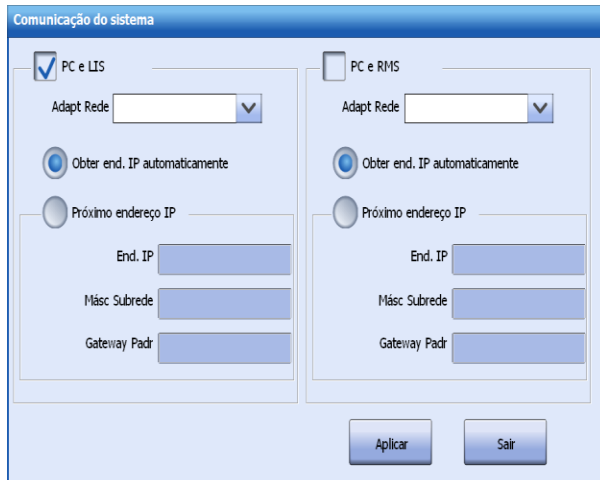 Comunicação do sistema
PC e LIS
Adapt Rede
Obter end. IP automaticamente
Próximo endereço IP
End. IP
Másc Subrede
Gateway Padr
PC e RMS
Adapt Rede
Obter end. IP automaticamente
Próximo endereço IP
End. IP
Másc Subrede
Gateway Padr
Aplicar
Sair